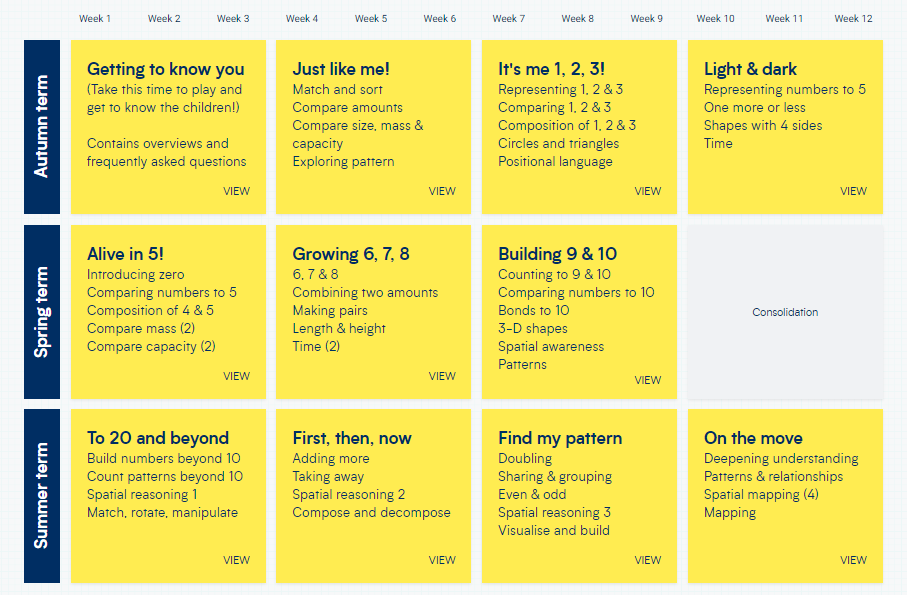 Week 1 Week 2 Week 3 Week 4 Week 5 Week 6 Week 7 Week 8 Week 9 Week 10 Week 11 Week 12
Autumn term
Getting to know you
(Take this time to play and
get to know the children!)
Contains overviews and
frequently asked questions
VIEW
Just like me!
Match and sort
Compare amounts
Compare size, mass &
capacity
Exploring pattern
VIEW
It's me 1, 2, 3!
Representing 1, 2 & 3
Comparing 1, 2 & 3
Composition of 1, 2 & 3
Circles and triangles
Positional language
VIEW
Light & dark
Representing numbers to 5
One more or less
Shapes with 4 sides
Time
VIEW
Spring term
Alive in 5!
Introducing zero
Comparing numbers to 5
Composition of 4 & 5
Compare mass (2)
Compare capacity (2)
VIEW
Growing 6, 7, 8
6, 7 & 8
Combining two amounts
Making pairs
Length & height
Time (2)
VIEW
Building 9 & 10
Counting to 9 & 10
Comparing numbers to 10
Bonds to 10
3-D shapes
Spatial awareness
Patterns
VIEW
Consolidation
Summer term
To 20 and beyond
Build numbers beyond 10
Count patterns beyond 10
Spatial reasoning 1
Match, rotate, manipulate
VIEW
First, then, now
Adding more
Taking away
Spatial reasoning 2
Compose and decompose
VIEW
Find my pattern
Doubling
Sharing & grouping
Even & odd
Spatial reasoning 3
Visualise and build
VIEW
On the move
Deepening understanding
Patterns & relationships
Spatial mapping (4)
Mapping
VIEW